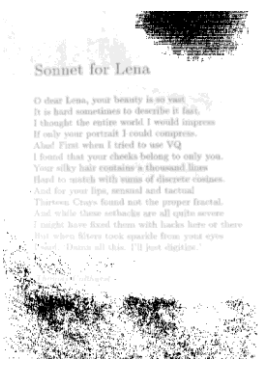 Sonnet for Lena
O dear Lena, your beauty is so vast
It is hard sometimes to describe it fast.
I thought the entire world I would impress
If only your portrait I could compress.
Alas! First when I tried to use VQ
I found that your cheeks belong to only you.
Your silky hair contains a thousand lines
Hard to match with sums of discrete cosines.
And for your lips, sensual and tactual
Thirteen Crays found not the proper fractal.
And while these setbacks are all quite severe
I might have fixed them with hacks here or there
But when filters took sparkle from your eyes
said, Damn all this. I'll just digitize.'